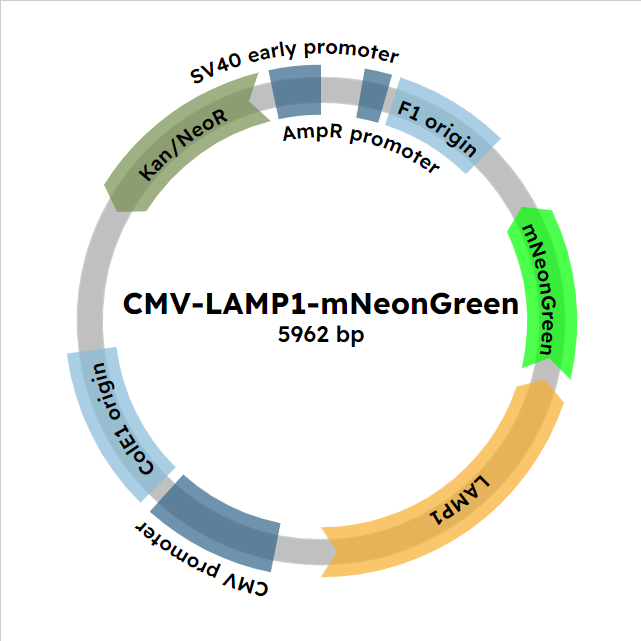 SV40 early promoter
AmpR promoter
F1 origin
Kan/NeoR
mNeonGreen
CMV-LAMP1-mNeonGreen
5962 bp
ColE1 origin
LAMP1
CMV promoter